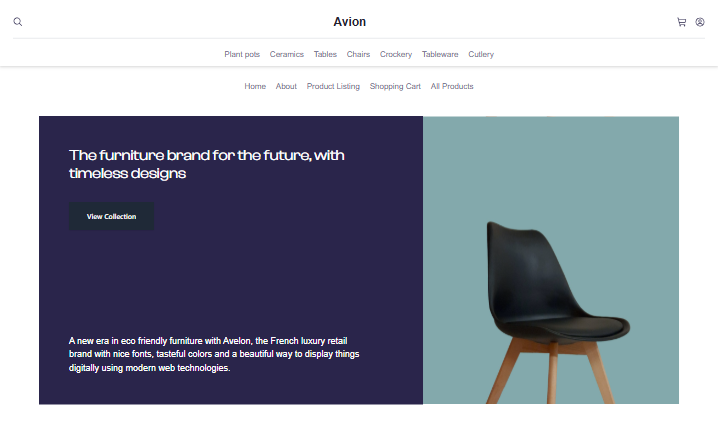 Avion
Plant pots Ceramics Tables Chairs Crockery Tableware Cutlery
Home About Product Listing Shopping Cart All Products
The furniture brand for the future, with
timeless designs
View Collection
A new era in eco friendly furniture with Avelon, the French luxury retail
brand with nice fonts, tasteful colors and a beautiful way to display things
digitally using modern web technologies.